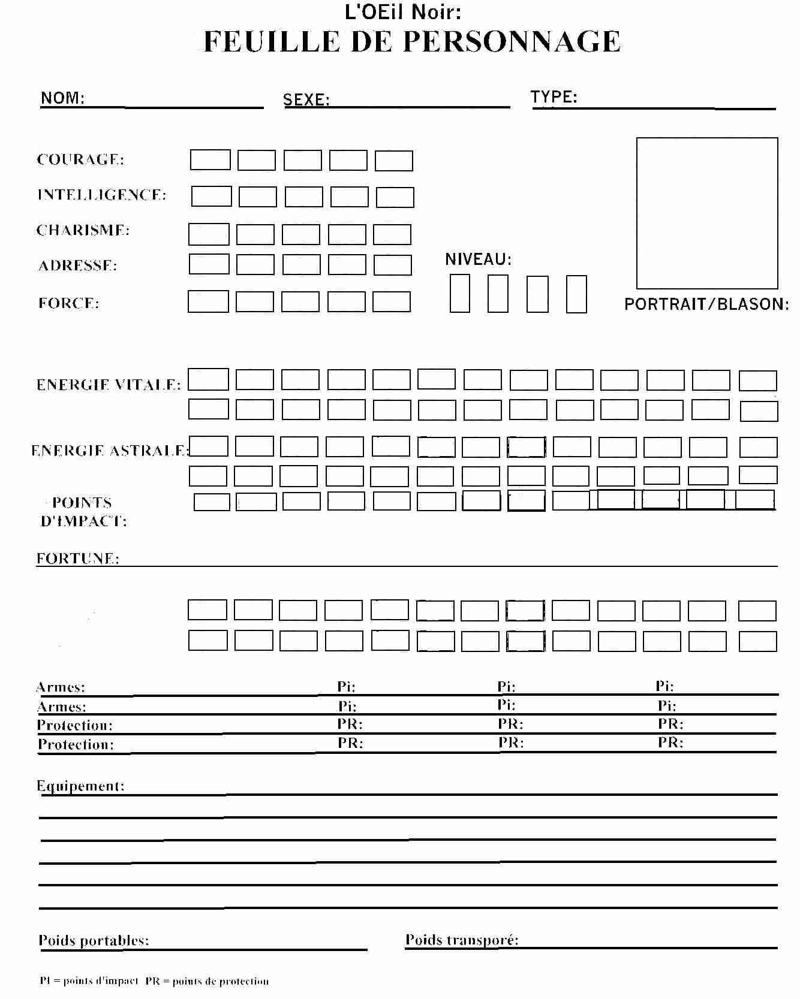 L'OEil Noir:
FEUILLE DE PERSONNAGE
NOM: SEXE: TYPE:
COURAGE:
INTELLIGENCE:
CHARISME:
ADRESSE:
NIVEAU:
FORCE:
PORTRAIT/BLASON:
ENERGIE VITALE:
ENERGIE ASTRALE:
POINTS
D'IMPACT:
FORTUNE:
Armes: Pi: Pi: Pi:
Armes: Pi: Pi: Pi:
Protection: PR: PR: PR:
Protection: PR: PR: PR:
Equipement:
Poids portables: Poids transporé:
PI = points d'impact PR = points de protection